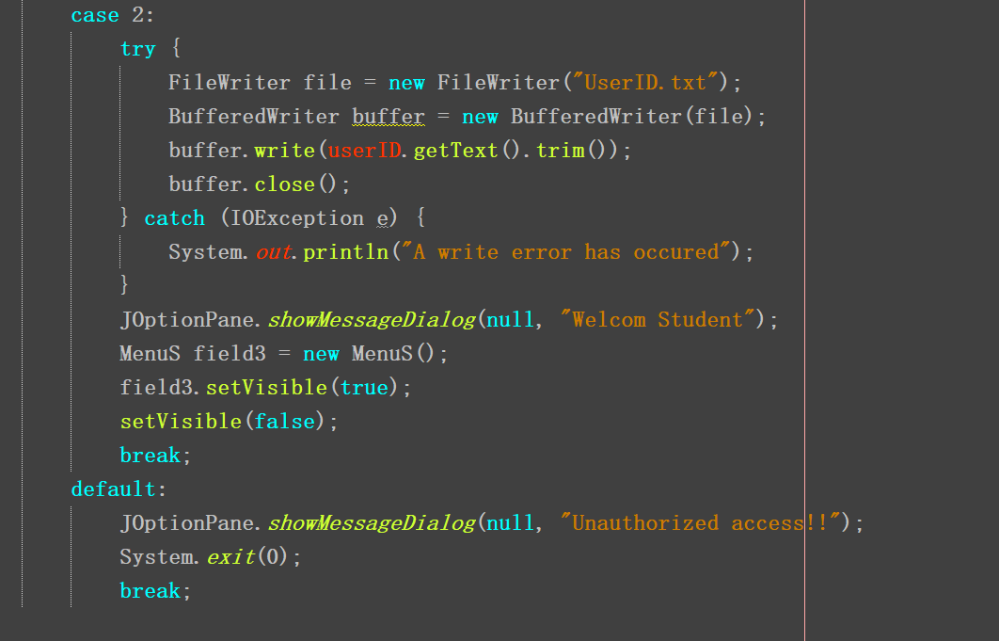 case 2:
try {
FileWriter file = new FileWriter("UserID.txt");
BufferedWriter buffer = new BufferedWriter(file);
buffer.write(userID.getText().trim());
buffer.close();
} catch (IOException e) {
System.out.println("A write error has occured");
}
JOptionPane.showMessageDialog(null, "Welcom Student");
MenuS field3 = new MenuS();
field3.setVisible(true);
setVisible(false);
break;
default:
JOptionPane.showMessageDialog(null, "Unauthorized access!!");
System.exit(0);
break;